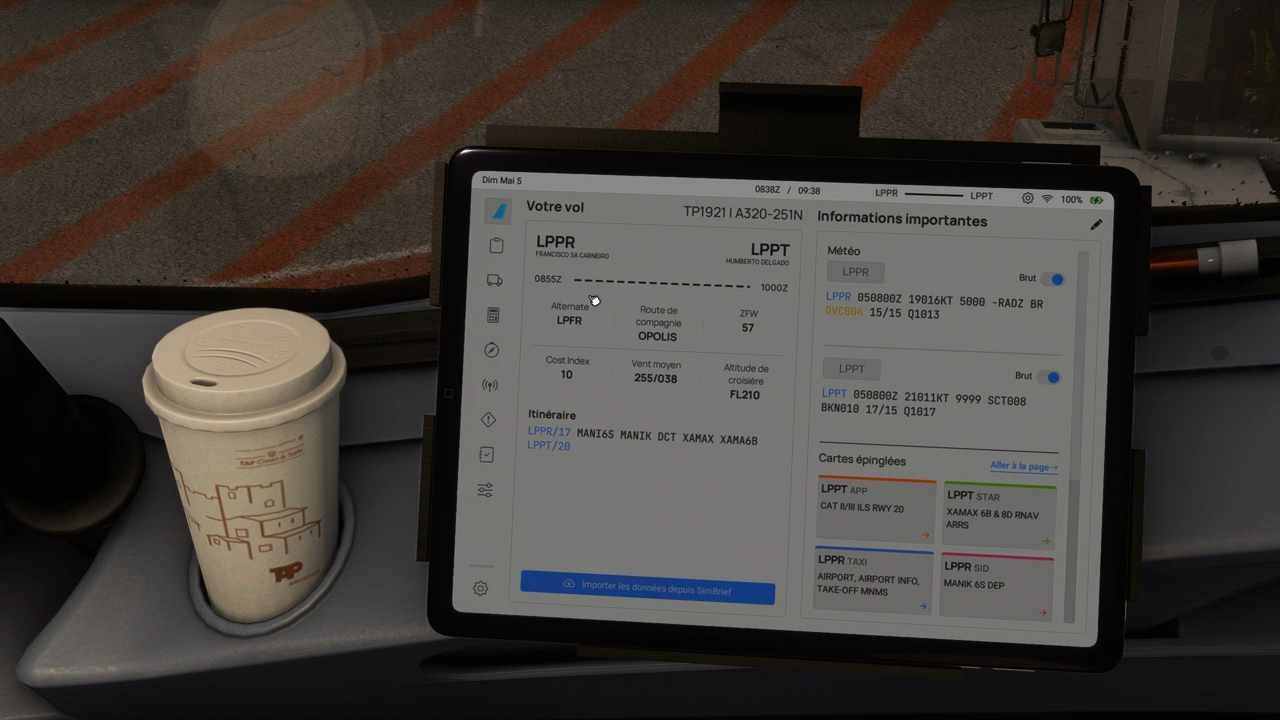 Dim Mai 5
0838Z / 09:38
LPPR
LPPT
100%
Votre vol
TP1921 | A320-251N
LPPR
FRANCISCO SA CARNEIRO
LPPT
HUMBERTO DELGADO
0855Z
1000Z
Alternate
LPFR
Route de
compagnie
OPOLIS
ZFW
57
Cost Index
10
Vent moyen
255/038
Altitude de
croisière
FL210
Itinéraire
LPPR/17 MANI6S MANIK DCT XAMAX XAMA6B
LPPT/20
Importer les données depuis SimBrief
Informations importantes
Météo
LPPR
Brut
LPPR 050800Z 19016KT 5000 -RADZ BR
OVC004 15/15 Q1013
LPPT
Brut
LPPT 050800Z 21011KT 9999 SCT008
BKN010 17/15 Q1017
Cartes épinglées
Aller à la page→
LPPT APP
CAT II/III ILS RWY 20
LPPT STAR
XAMAX 6B & 8D RNAV
ARRS
LPPR TAXI
AIRPORT, AIRPORT INFO,
TAKE-OFF MNMS
LPPR SID
MANIK 6S DEP
TAP Clean & Safe
TAP